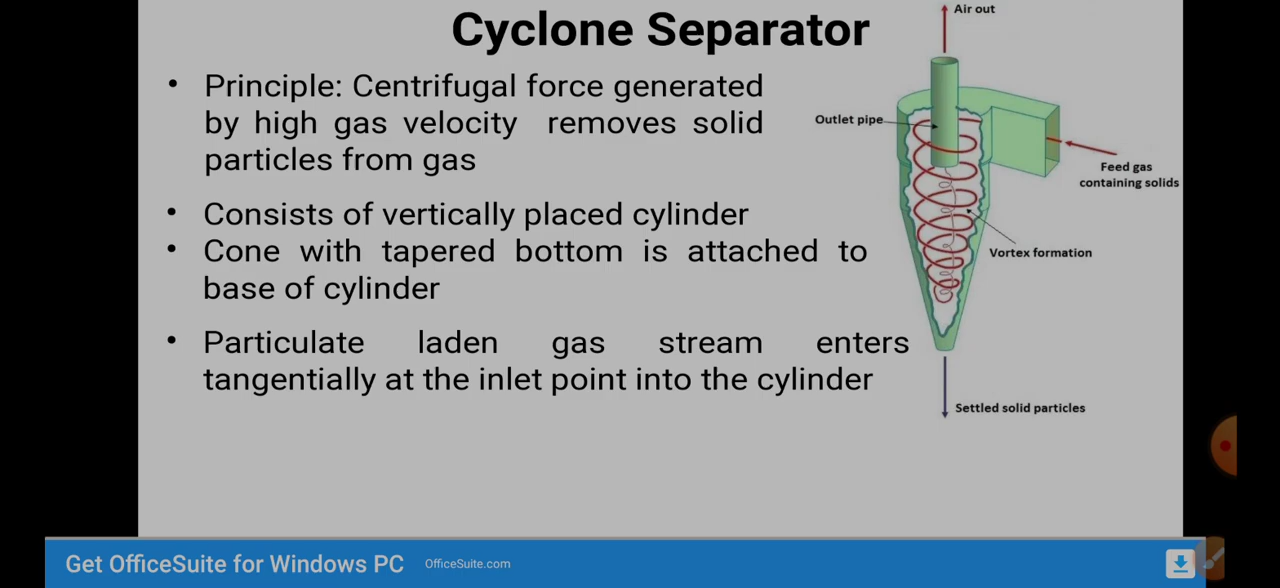 Cyclone Separator
• Principle: Centrifugal force generated
by high gas velocity removes solid
particles from gas
• Consists of vertically placed cylinder
• Cone with tapered bottom is attached to
base of cylinder
• Particulate laden gas stream enters
tangentially at the inlet point into the cylinder
Air out
Outlet pipe
Feed gas
containing solids
Vortex formation
Settled solid particles
Get OfficeSuite for Windows PC OfficeSuite.com